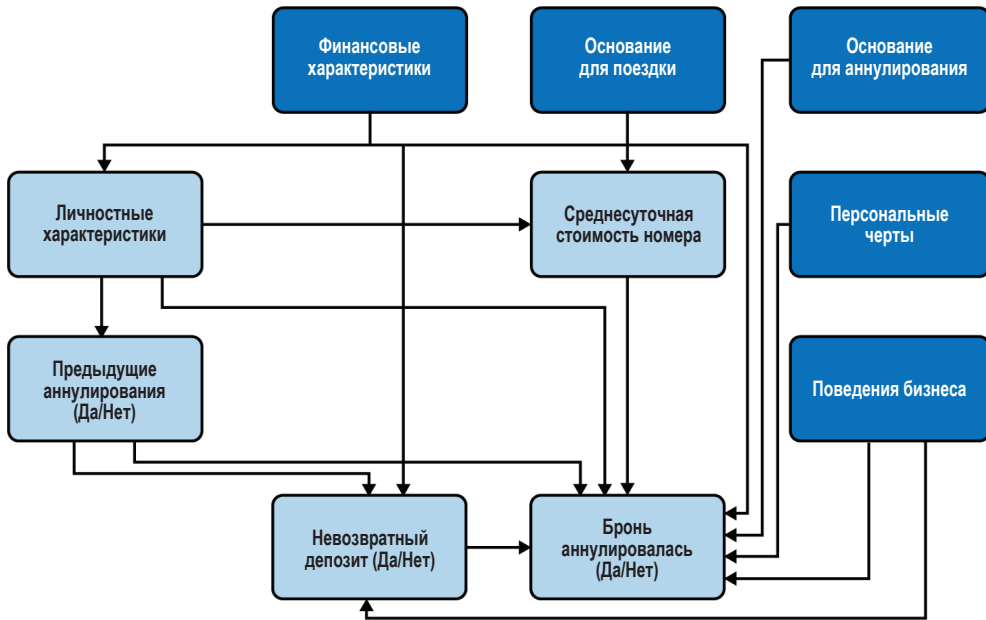 Финансовые
характеристики
Основание
для поездки
Основание
для аннулирования
Личностные
характеристики
Среднесуточная
стоимость номера
Персональные
черты
Предыдущие
аннулирования
(Да/Нет)
Поведения бизнеса
Невозвратный
депозит (Да/Нет)
Бронь
аннулировалась
(Да/Нет)